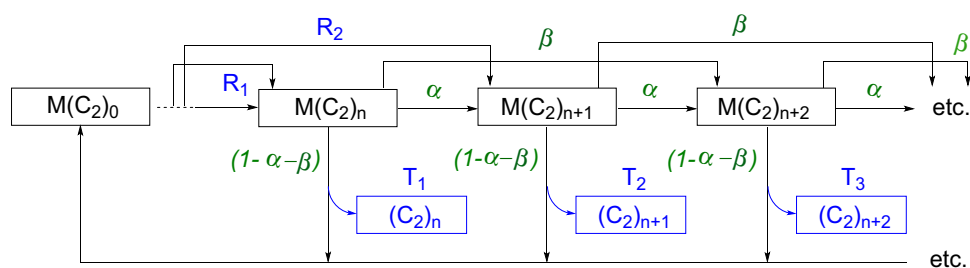 R₂ β β β
R₁ α α α
M(C₂)₀ M(C₂)ₙ M(C₂)ₙ₊₁ M(C₂)ₙ₊₂ etc.
(1- α−β) (1-α−β) (1-α−β)
T₁ T₂ T₃
(C₂)ₙ (C₂)ₙ₊₁ (C₂)ₙ₊₂
etc.